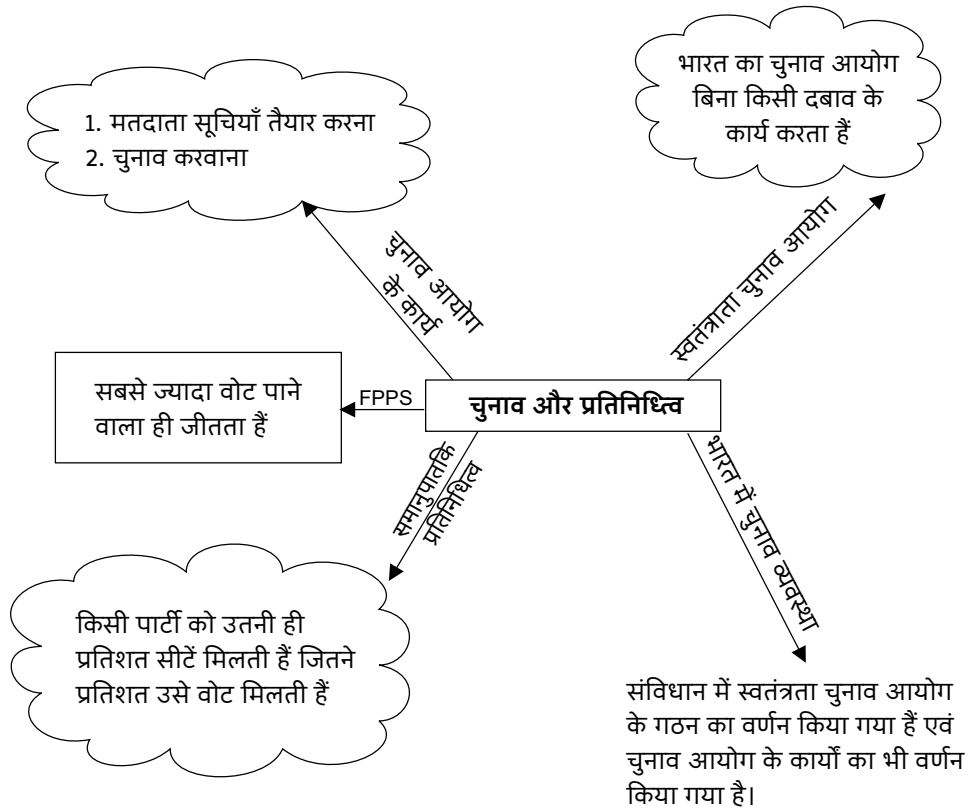 1. मतदाता सूचियाँ तैयार करना
2. चुनाव करवाना
भारत का चुनाव आयोग
बिना किसी दबाव के
कार्य करता हैं
चुनाव आयोग
के कार्य
स्वतंत्राता चुनाव आयोग
सबसे ज्यादा वोट पाने
वाला ही जीतता हैं
FPPS
चुनाव और प्रतिनिध्त्वि
समानुपातकि
प्रतिनिधित्व
भारत में चुनाव व्यवस्था
किसी पार्टी को उतनी ही
प्रतिशत सीटें मिलती हैं जितने
प्रतिशत उसे वोट मिलती हैं
संविधान में स्वतंत्रता चुनाव आयोग
के गठन का वर्णन किया गया हैं एवं
चुनाव आयोग के कार्यों का भी वर्णन
किया गया है।